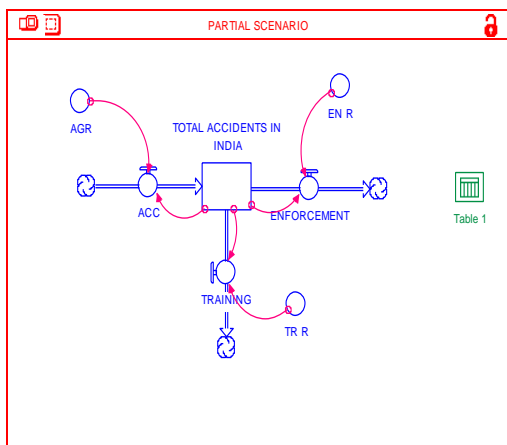 PARTIAL SCENARIO
AGR
EN R
TOTAL ACCIDENTS IN
INDIA
ACC
ENFORCEMENT
Table 1
TRAINING
TR R